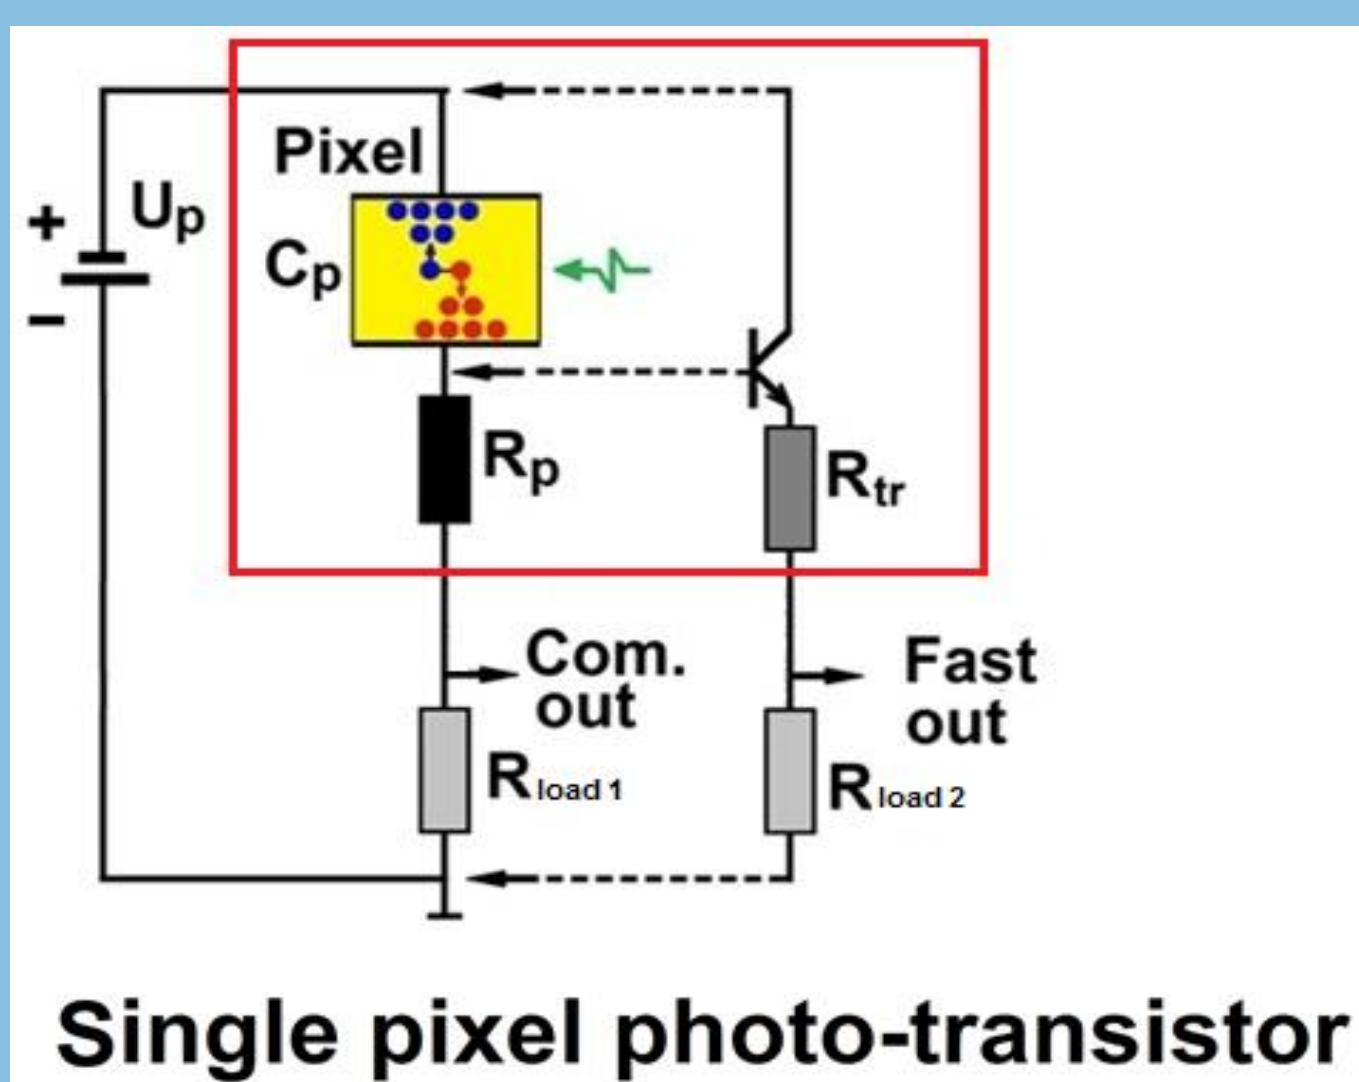 Pixel
+
Up
Cp
−
Rp
Rtr
Com.
out
Fast
out
Rload 1
Rload 2
Single pixel photo-transistor